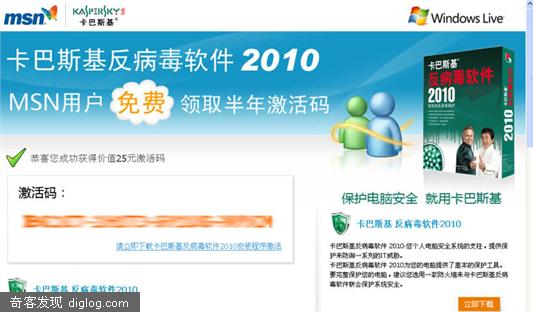 msn
KASPERSKY
卡巴斯基
Windows Live
卡巴斯基反病毒软件 2010
MSN用户 免费 领取半年激活码
卡巴斯基
反病毒软件
2010
2010
恭喜您成功获得价值25元激活码
激活码：
请立即下载卡巴斯基反病毒软件2010安装程序激活
保护电脑安全 就用卡巴斯基
卡巴斯基 反病毒软件2010
卡巴斯基反病毒软件 2010-您个人电脑安全系统的支柱，提供保
护来防御一系列的IT威胁。
卡巴斯基反病毒软件 2010为您的电脑提供了基本的保护工具。
要完整保护您的电脑，建议您选用一款防火墙来与卡巴斯基反病
毒软件联合保护系统安全。
立即下载
卡巴斯基 反病毒软件2010
奇客发现 diglog.com